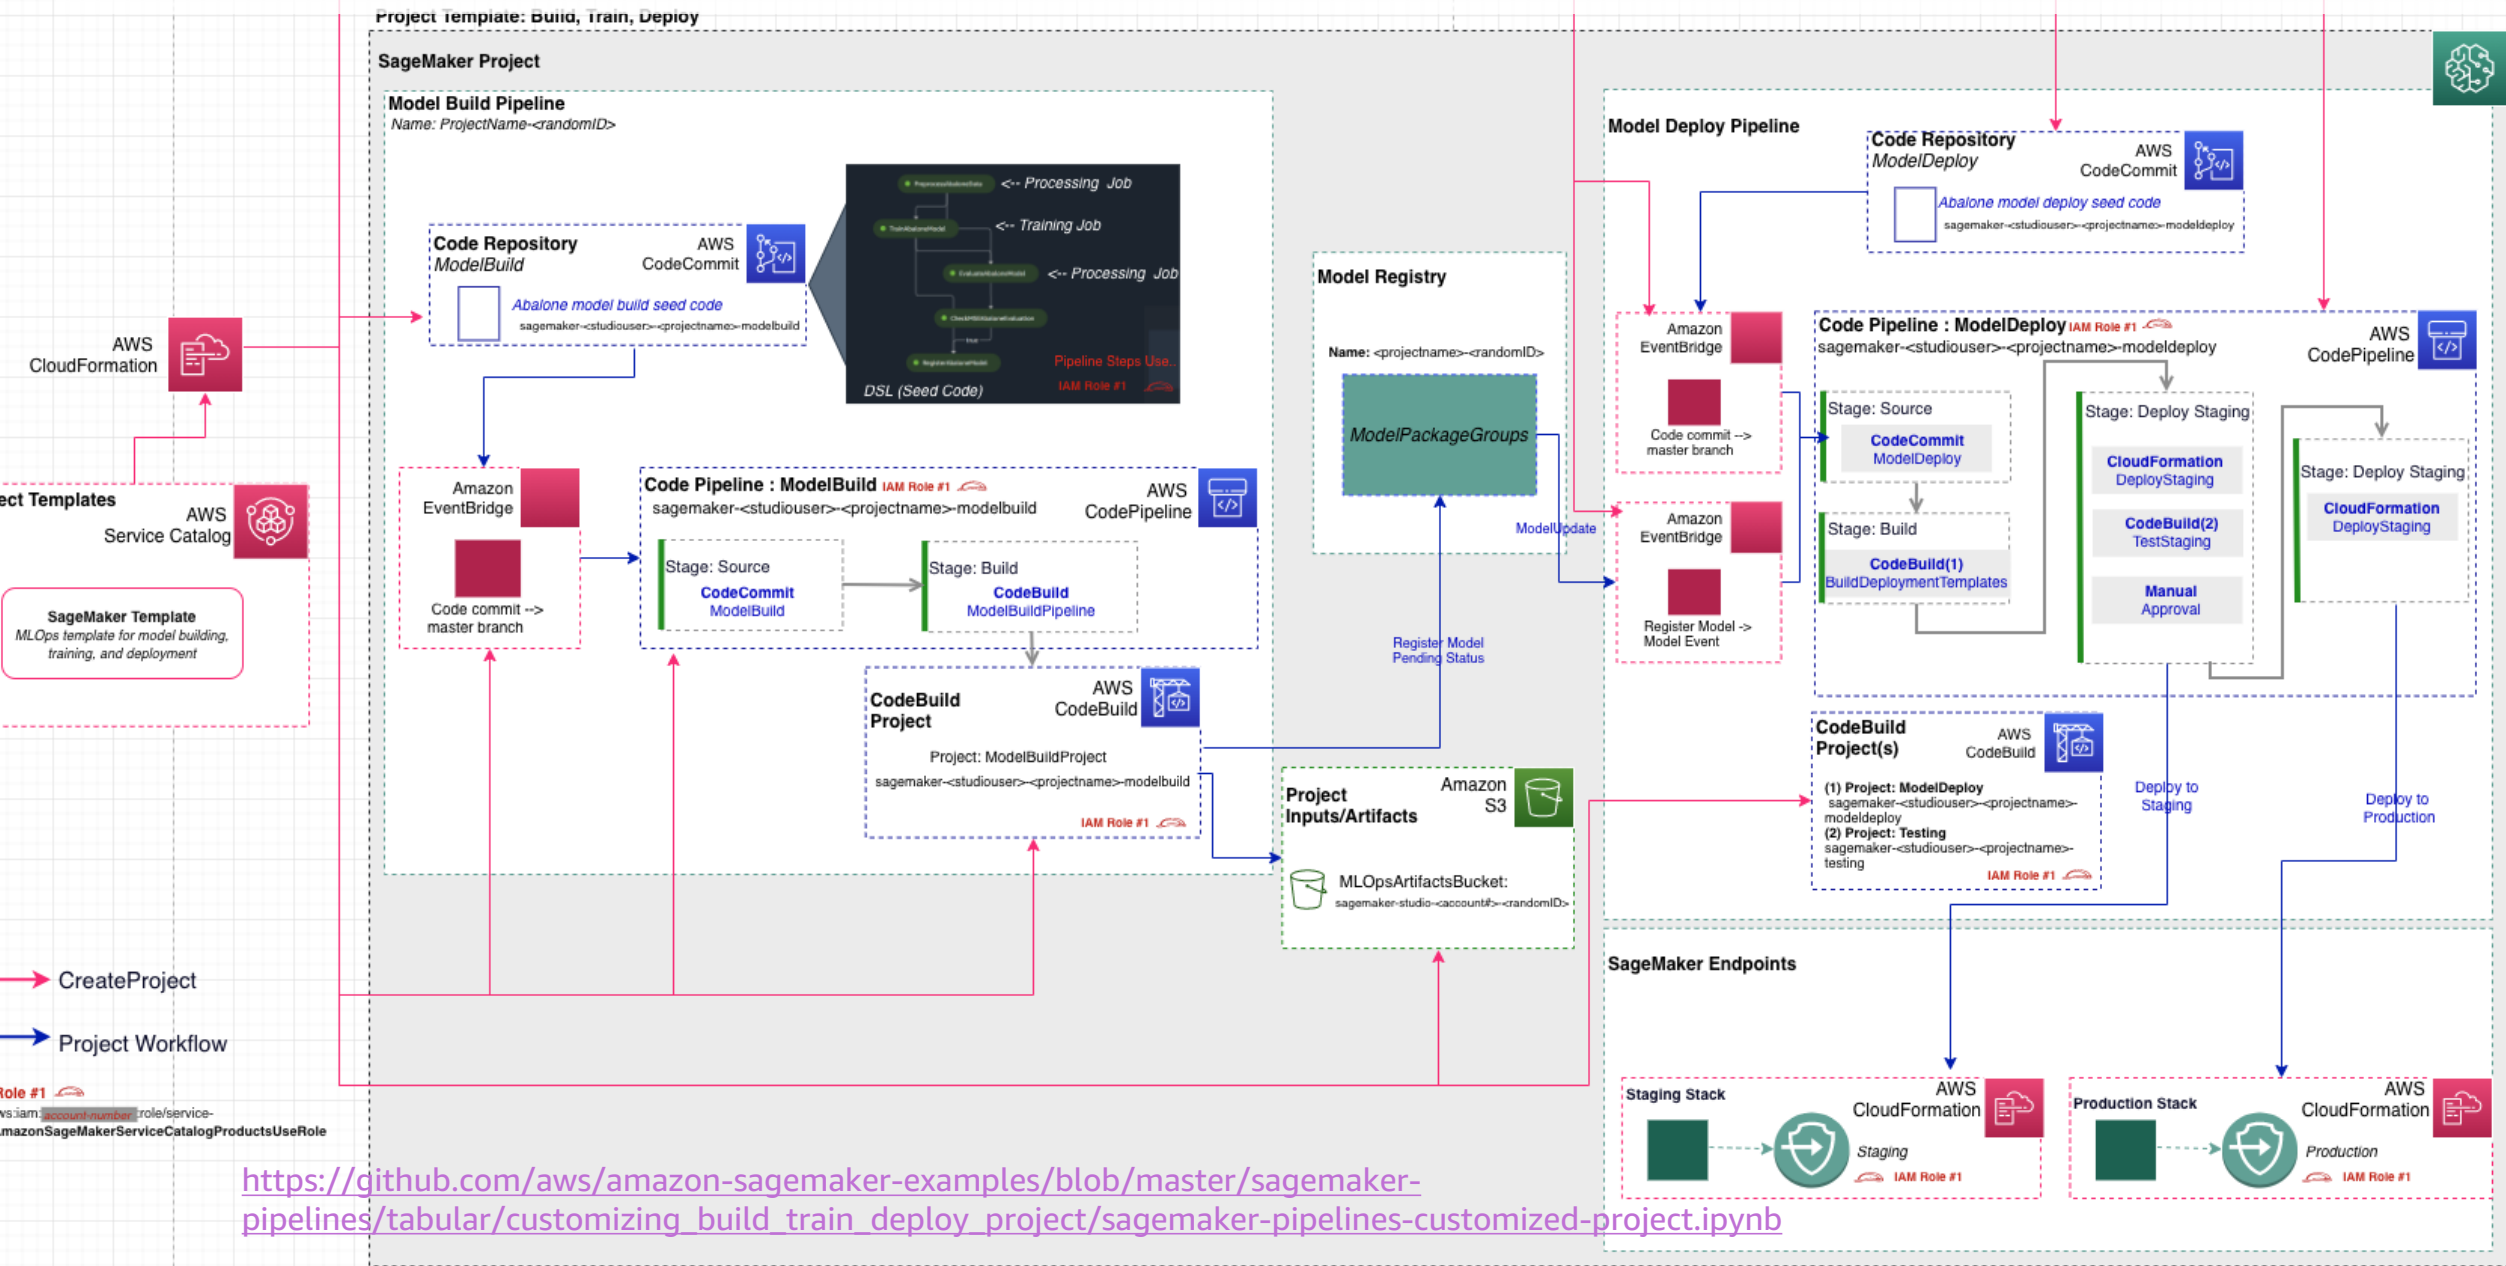 Project Template: Build, Train, Deploy
SageMaker Project
Model Build Pipeline
Name: ProjectName-<randomID>
Code Repository
ModelBuild
AWS
CodeCommit
Abalone model build seed code
sagemaker-<studiouser>-<projectname>-modelbuild
PreprocessAbaloneData
<-- Processing Job
TrainAbaloneModel
<-- Training Job
EvaluateAbaloneModel
<-- Processing Job
CheckMSEAbaloneEvaluation
true
RegisterAbaloneModel
Pipeline Steps Use..
IAM Role #1
DSL (Seed Code)
AWS
CloudFormation
ect Templates
AWS
Service Catalog
SageMaker Template
MLOps template for model building,
training, and deployment
Amazon
EventBridge
Code commit -->
master branch
Code Pipeline : ModelBuild IAM Role #1
sagemaker-<studiouser>-<projectname>-modelbuild
AWS
CodePipeline
Stage: Source
CodeCommit
ModelBuild
Stage: Build
CodeBuild
ModelBuildPipeline
CodeBuild
Project
AWS
CodeBuild
Project: ModelBuildProject
sagemaker-<studiouser>-<projectname>-modelbuild
IAM Role #1
Model Registry
Name: <projectname>-<randomID>
ModelPackageGroups
ModelUpdate
Register Model
Pending Status
Project
Inputs/Artifacts
Amazon
S3
MLOpsArtifactsBucket:
sagemaker-studio-<account#>-<randomID>
Model Deploy Pipeline
Code Repository
ModelDeploy
AWS
CodeCommit
Abalone model deploy seed code
sagemaker-<studiouser>-<projectname>-modeldeploy
Amazon
EventBridge
Code commit -->
master branch
Amazon
EventBridge
Register Model ->
Model Event
Code Pipeline : ModelDeploy IAM Role #1
sagemaker-<studiouser>-<projectname>-modeldeploy
AWS
CodePipeline
Stage: Source
CodeCommit
ModelDeploy
Stage: Build
CodeBuild(1)
BuildDeploymentTemplates
Stage: Deploy Staging
CloudFormation
DeployStaging
CodeBuild(2)
TestStaging
Manual
Approval
Stage: Deploy Staging
CloudFormation
DeployStaging
CodeBuild
Project(s)
AWS
CodeBuild
(1) Project: ModelDeploy
sagemaker-<studiouser>-<projectname>-
modeldeploy
(2) Project: Testing
sagemaker-<studiouser>-<projectname>-
testing
IAM Role #1
Deploy to
Staging
Deploy to
Production
SageMaker Endpoints
Staging Stack
AWS
CloudFormation
Staging
IAM Role #1
Production Stack
AWS
CloudFormation
Production
IAM Role #1
CreateProject
Project Workflow
Role #1
ws:iam: account-number :role/service-
mazonSageMakerServiceCatalogProductsUseRole
https://github.com/aws/amazon-sagemaker-examples/blob/master/sagemaker-
pipelines/tabular/customizing_build_train_deploy_project/sagemaker-pipelines-customized-project.ipynb